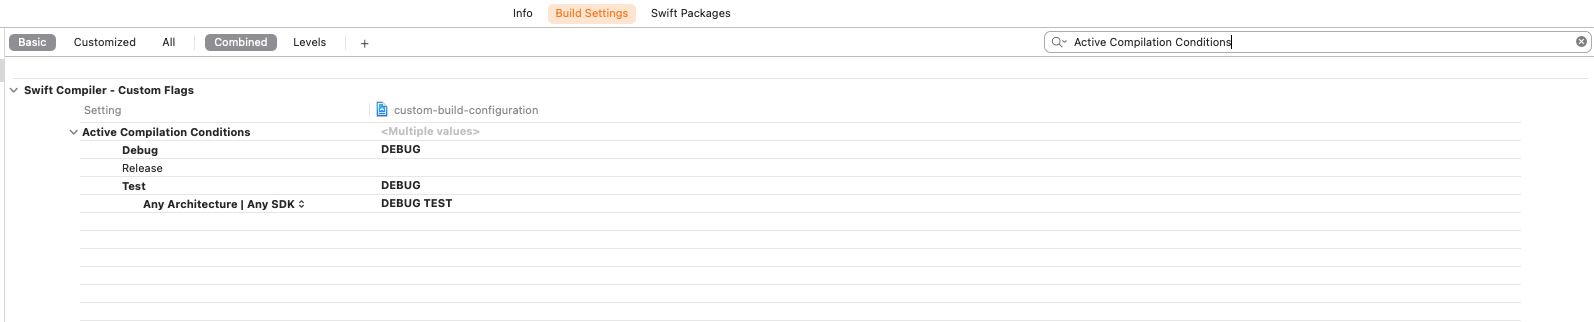 Info Build Settings Swift Packages
Basic Customized All Combined Levels + Active Compilation Conditions
Swift Compiler - Custom Flags
Setting custom-build-configuration
Active Compilation Conditions <Multiple values>
Debug DEBUG
Release
Test DEBUG
Any Architecture | Any SDK DEBUG TEST